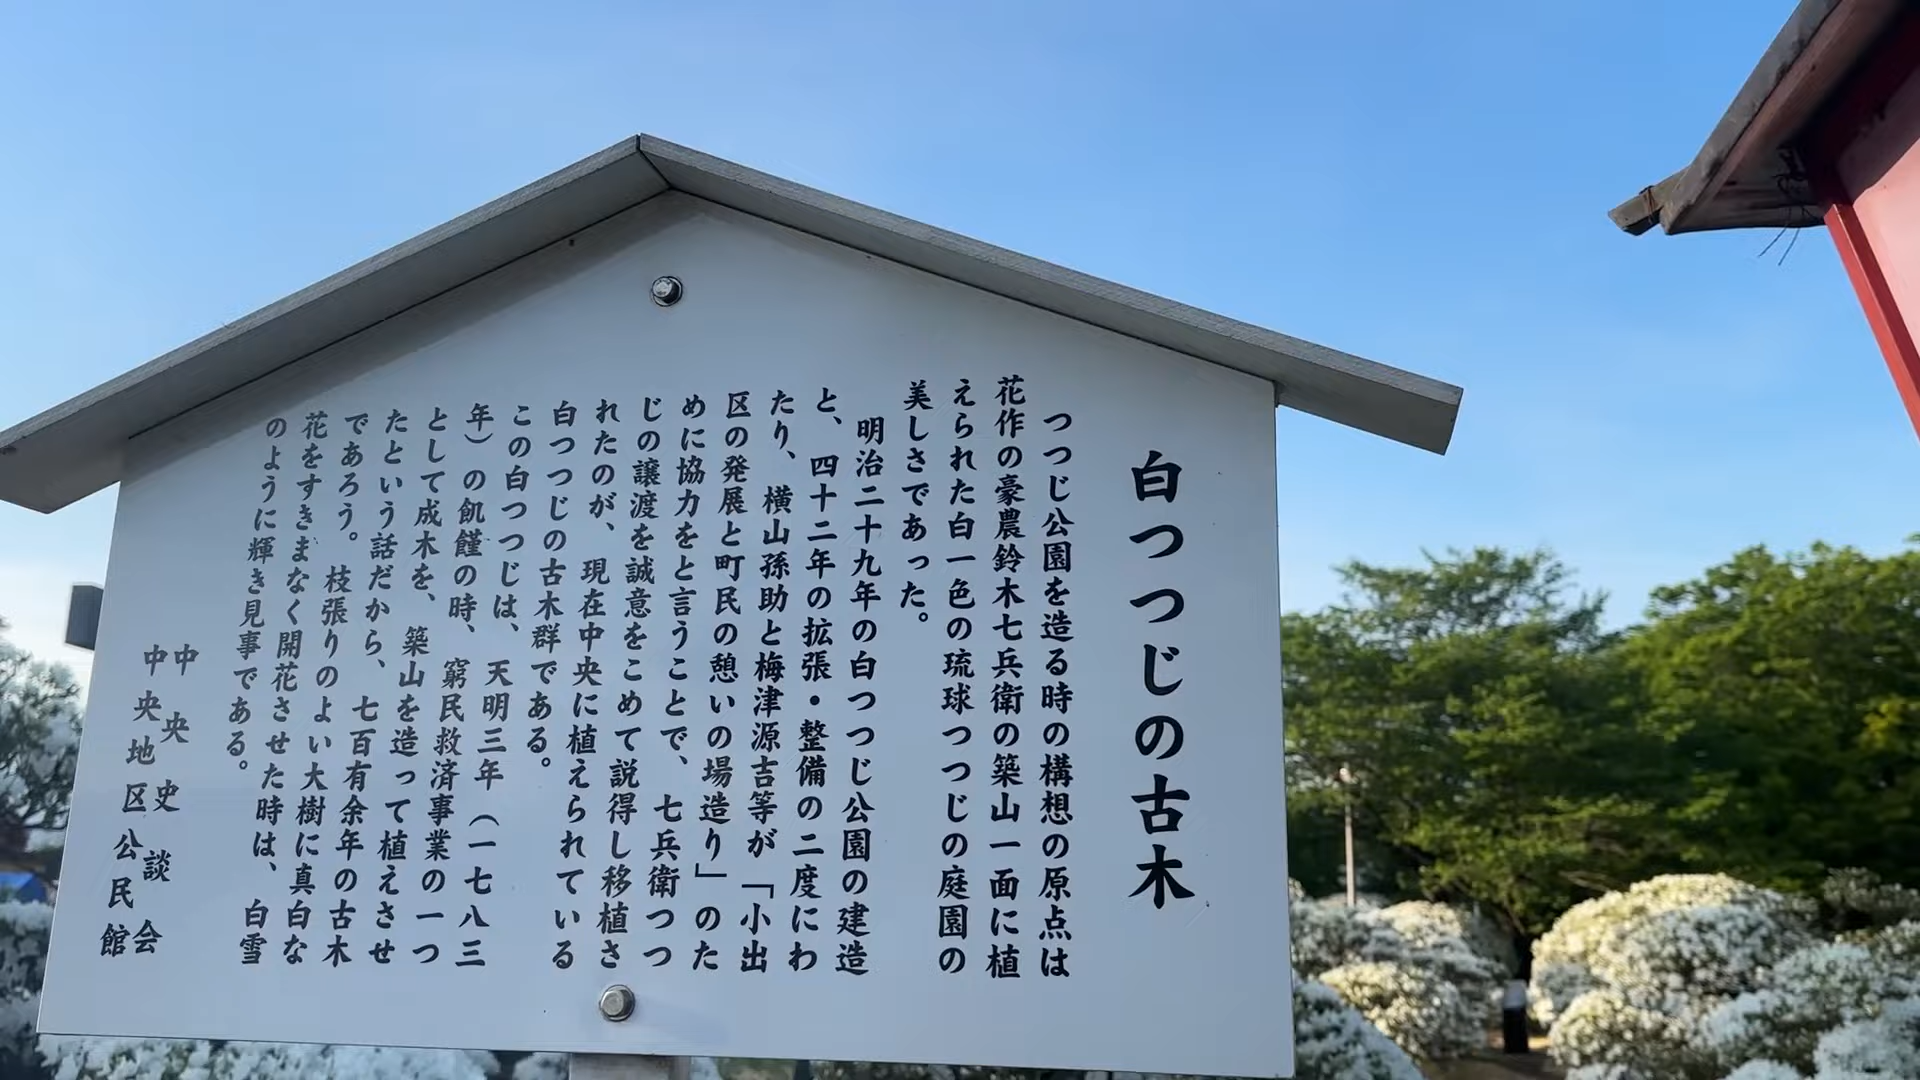 白つつじの古木
つつじ公園を造る時の構想の原点は
花作の豪農鈴木七兵衛の築山一面に植
えられた白一色の琉球つつじの庭園の
美しさであった。
明治二十九年の白つつじ公園の建造
と、四十二年の拡張・整備の二度にわ
たり、横山孫助と梅津源吉等が「小出
区の発展と町民の憩いの場造り」のた
めに協力をと言うことで、七兵衛つつ
じの譲渡を誠意をこめて説得し移植さ
れたのが、現在中央に植えられている
白つつじの古木群である。
この白つつじは、天明三年(一七八三
年)の飢饉の時、窮民救済事業の一つ
として成木を、築山を造って植えさせ
たという話だから、七百有余年の古木
であろう。枝張りのよい大樹に真白な
花をすきまなく開花させた時は、白雪
のように輝き見事である。
中央史談会
中央地区公民館